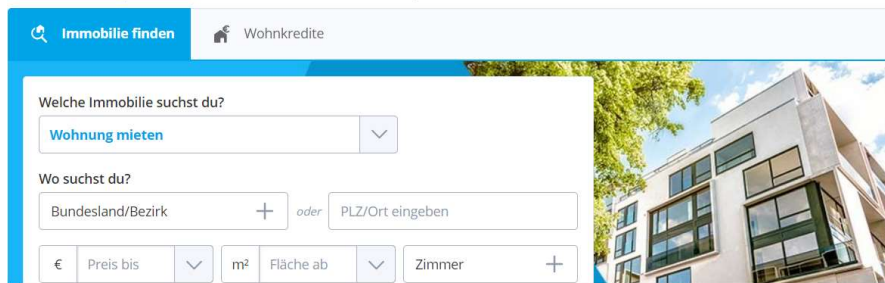 Immobilie finden
Wohnkredite
Welche Immobilie suchst du?
Wohnung mieten
Wo suchst du?
Bundesland/Bezirk
oder
PLZ/Ort eingeben
€ Preis bis
m² Fläche ab
Zimmer